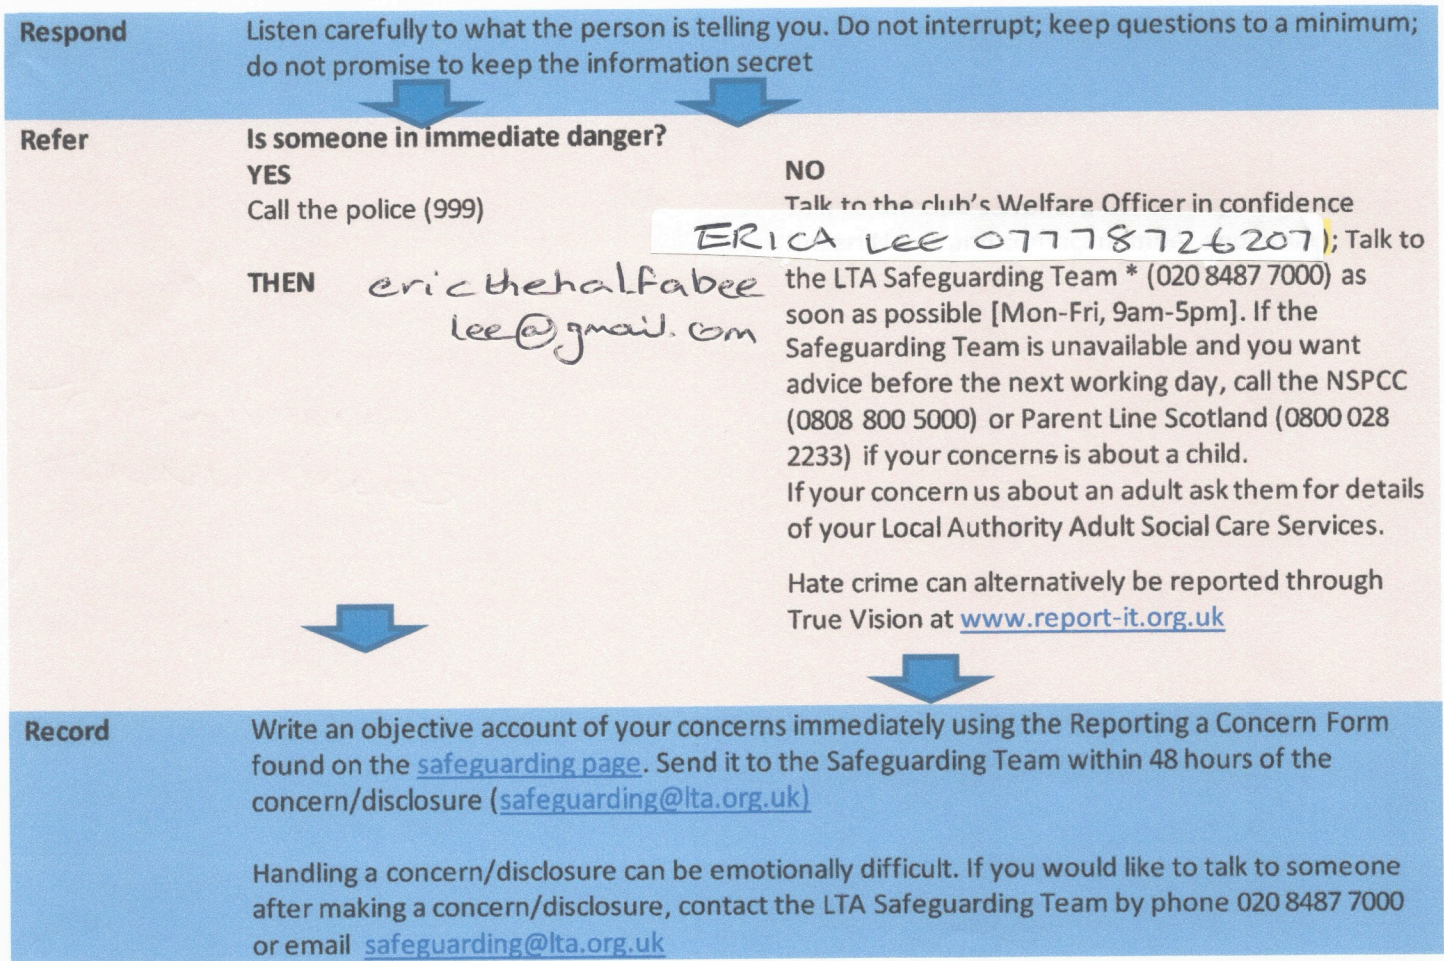 Respond
Listen carefully to what the person is telling you. Do not interrupt; keep questions to a minimum;
do not promise to keep the information secret
Refer
Is someone in immediate danger?
YES
Call the police (999)
THEN
ericthehalfabee
lee@gmail.com
NO
Talk to the club's Welfare Officer in confidence
ERICA LEE 07778726207); Talk to
the LTA Safeguarding Team * (020 8487 7000) as
soon as possible [Mon-Fri, 9am-5pm]. If the
Safeguarding Team is unavailable and you want
advice before the next working day, call the NSPCC
(0808 800 5000) or Parent Line Scotland (0800 028
2233) if your concerns is about a child.
If your concern us about an adult ask them for details
of your Local Authority Adult Social Care Services.
Hate crime can alternatively be reported through
True Vision at www.report-it.org.uk
Record
Write an objective account of your concerns immediately using the Reporting a Concern Form
found on the safeguarding page. Send it to the Safeguarding Team within 48 hours of the
concern/disclosure (safeguarding@lta.org.uk)
Handling a concern/disclosure can be emotionally difficult. If you would like to talk to someone
after making a concern/disclosure, contact the LTA Safeguarding Team by phone 020 8487 7000
or email safeguarding@lta.org.uk